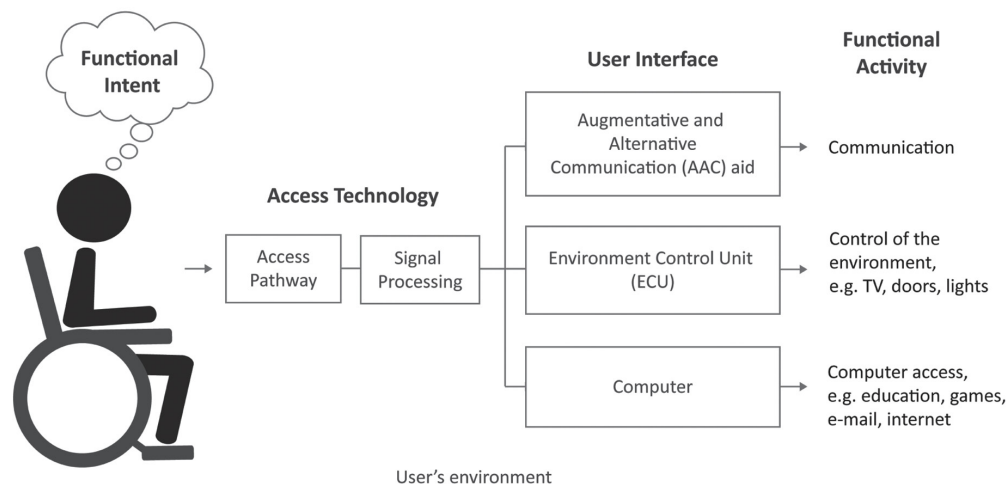 Functional
Intent
Access Technology
Access
Pathway
Signal
Processing
User Interface
Augmentative and
Alternative
Communication (AAC) aid
Environment Control Unit
(ECU)
Computer
Functional
Activity
Communication
Control of the
environment,
e.g. TV, doors, lights
Computer access,
e.g. education, games,
e-mail, internet
User’s environment